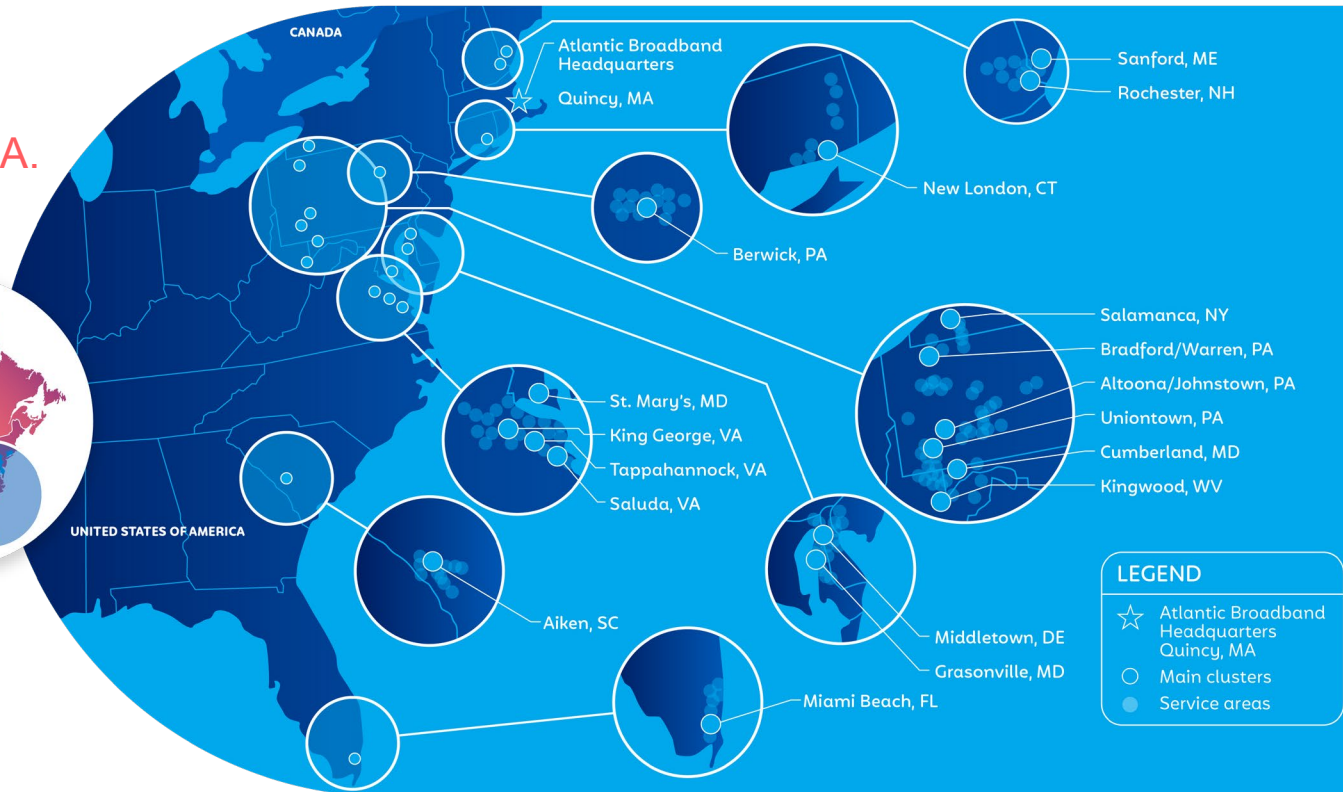 A.
CANADA
Atlantic Broadband
Headquarters
Quincy, MA
Sanford, ME
Rochester, NH
New London, CT
Berwick, PA
Salamanca, NY
Bradford/Warren, PA
Altoona/Johnstown, PA
Uniontown, PA
Cumberland, MD
Kingwood, WV
St. Mary's, MD
King George, VA
Tappahannock, VA
Saluda, VA
UNITED STATES OF AMERICA
Aiken, SC
Middletown, DE
Grasonville, MD
Miami Beach, FL
LEGEND
Atlantic Broadband
Headquarters
Quincy, MA
Main clusters
Service areas